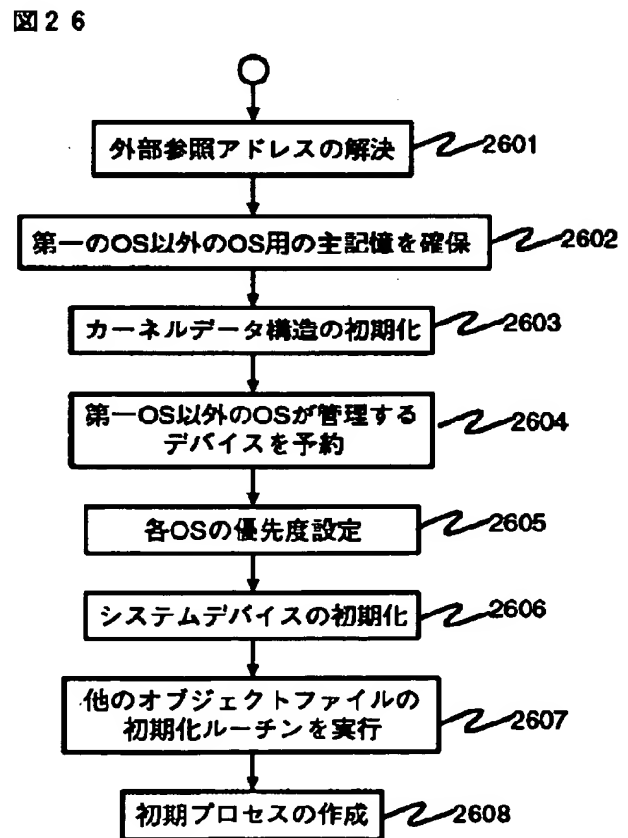 図26
外部参照アドレスの解決
2601
第一のOS以外のOS用の主記憶を確保
2602
カーネルデータ構造の初期化
2603
第一OS以外のOSが管理する
デバイスを予約
2604
各OSの優先度設定
2605
システムデバイスの初期化
2606
他のオブジェクトファイルの
初期化ルーチンを実行
2607
初期プロセスの作成
2608